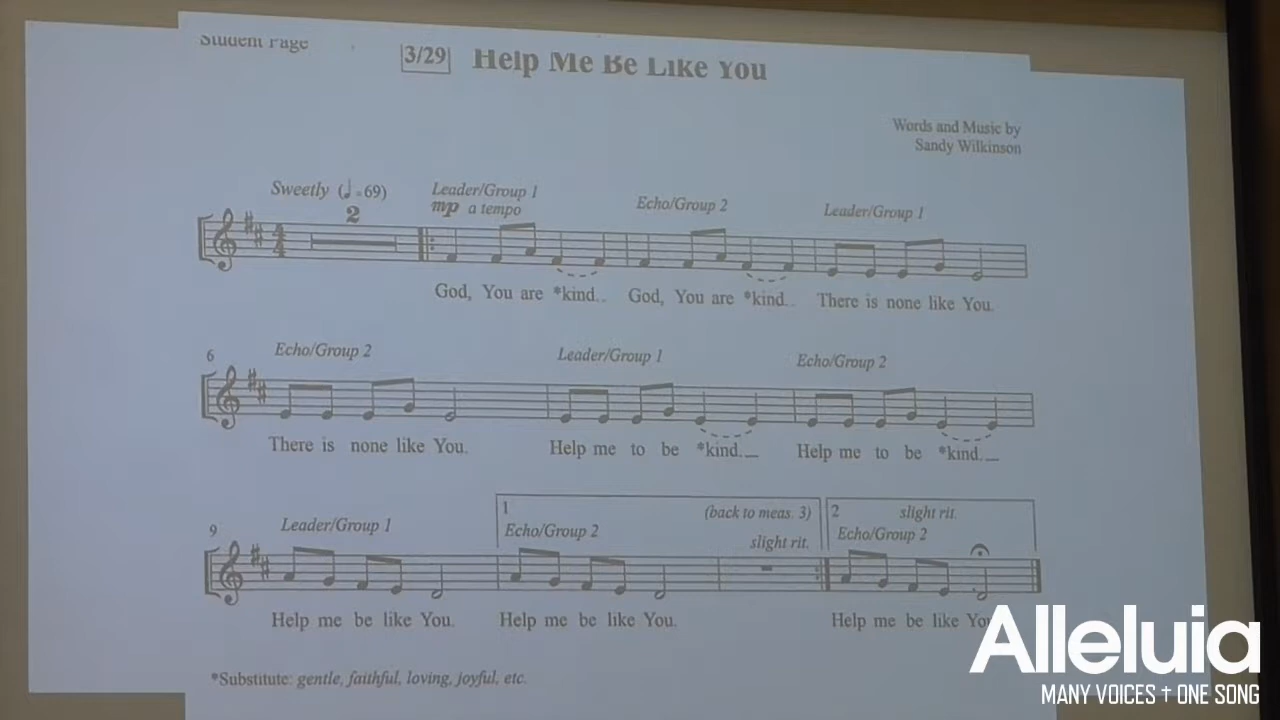 Student Page
3/29 Help Me Be Like You
Words and Music by
Sandy Wilkinson
Sweetly (♩=69) Leader/Group 1 Echo/Group 2 Leader/Group 1
2 mp a tempo
God, You are *kind.. God, You are *kind.. There is none like You.
6 Echo/Group 2 Leader/Group 1 Echo/Group 2
There is none like You. Help me to be *kind.__ Help me to be *kind.__
9 Leader/Group 1
1 (back to meas. 3) 2 slight rit.
Echo/Group 2 slight rit. Echo/Group 2
Help me be like You. Help me be like You. Help me be like You
*Substitute: gentle, faithful, loving, joyful, etc.
Alleluia
MANY VOICES † ONE SONG